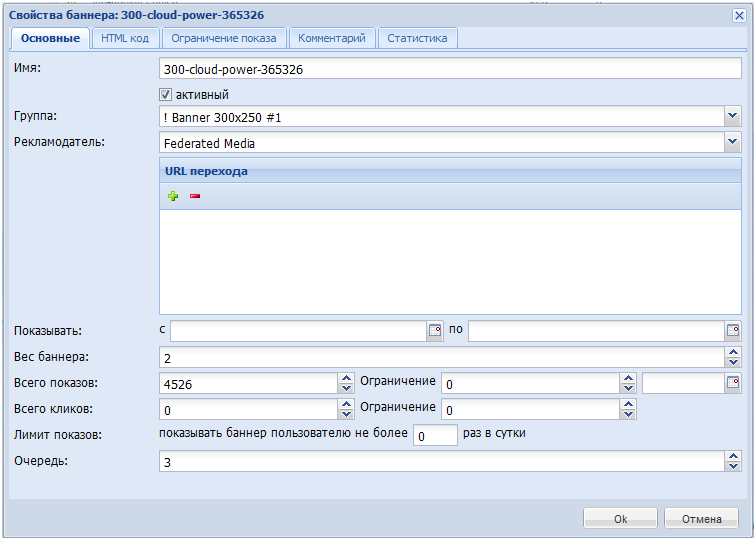 Свойства баннера: 300-cloud-power-365326
Основные HTML код Ограничение показа Комментарий Статистика
Имя: 300-cloud-power-365326
активный
Группа: ! Banner 300x250 #1
Рекламодатель: Federated Media
URL перехода
Показывать: с по
Вес баннера: 2
Всего показов: 4526 Ограничение 0
Всего кликов: 0 Ограничение 0
Лимит показов: показывать баннер пользователю не более 0 раз в сутки
Очередь: 3
Ok Отмена